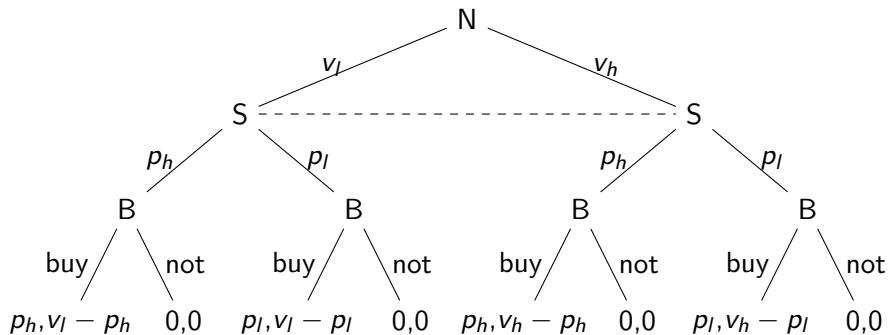 N
v_l v_h
S S
p_h p_l p_h p_l
B B B B
buy not buy not buy not buy not
p_h,v_l − p_h 0,0 p_l,v_l − p_l 0,0 p_h,v_h − p_h 0,0 p_l,v_h − p_l 0,0